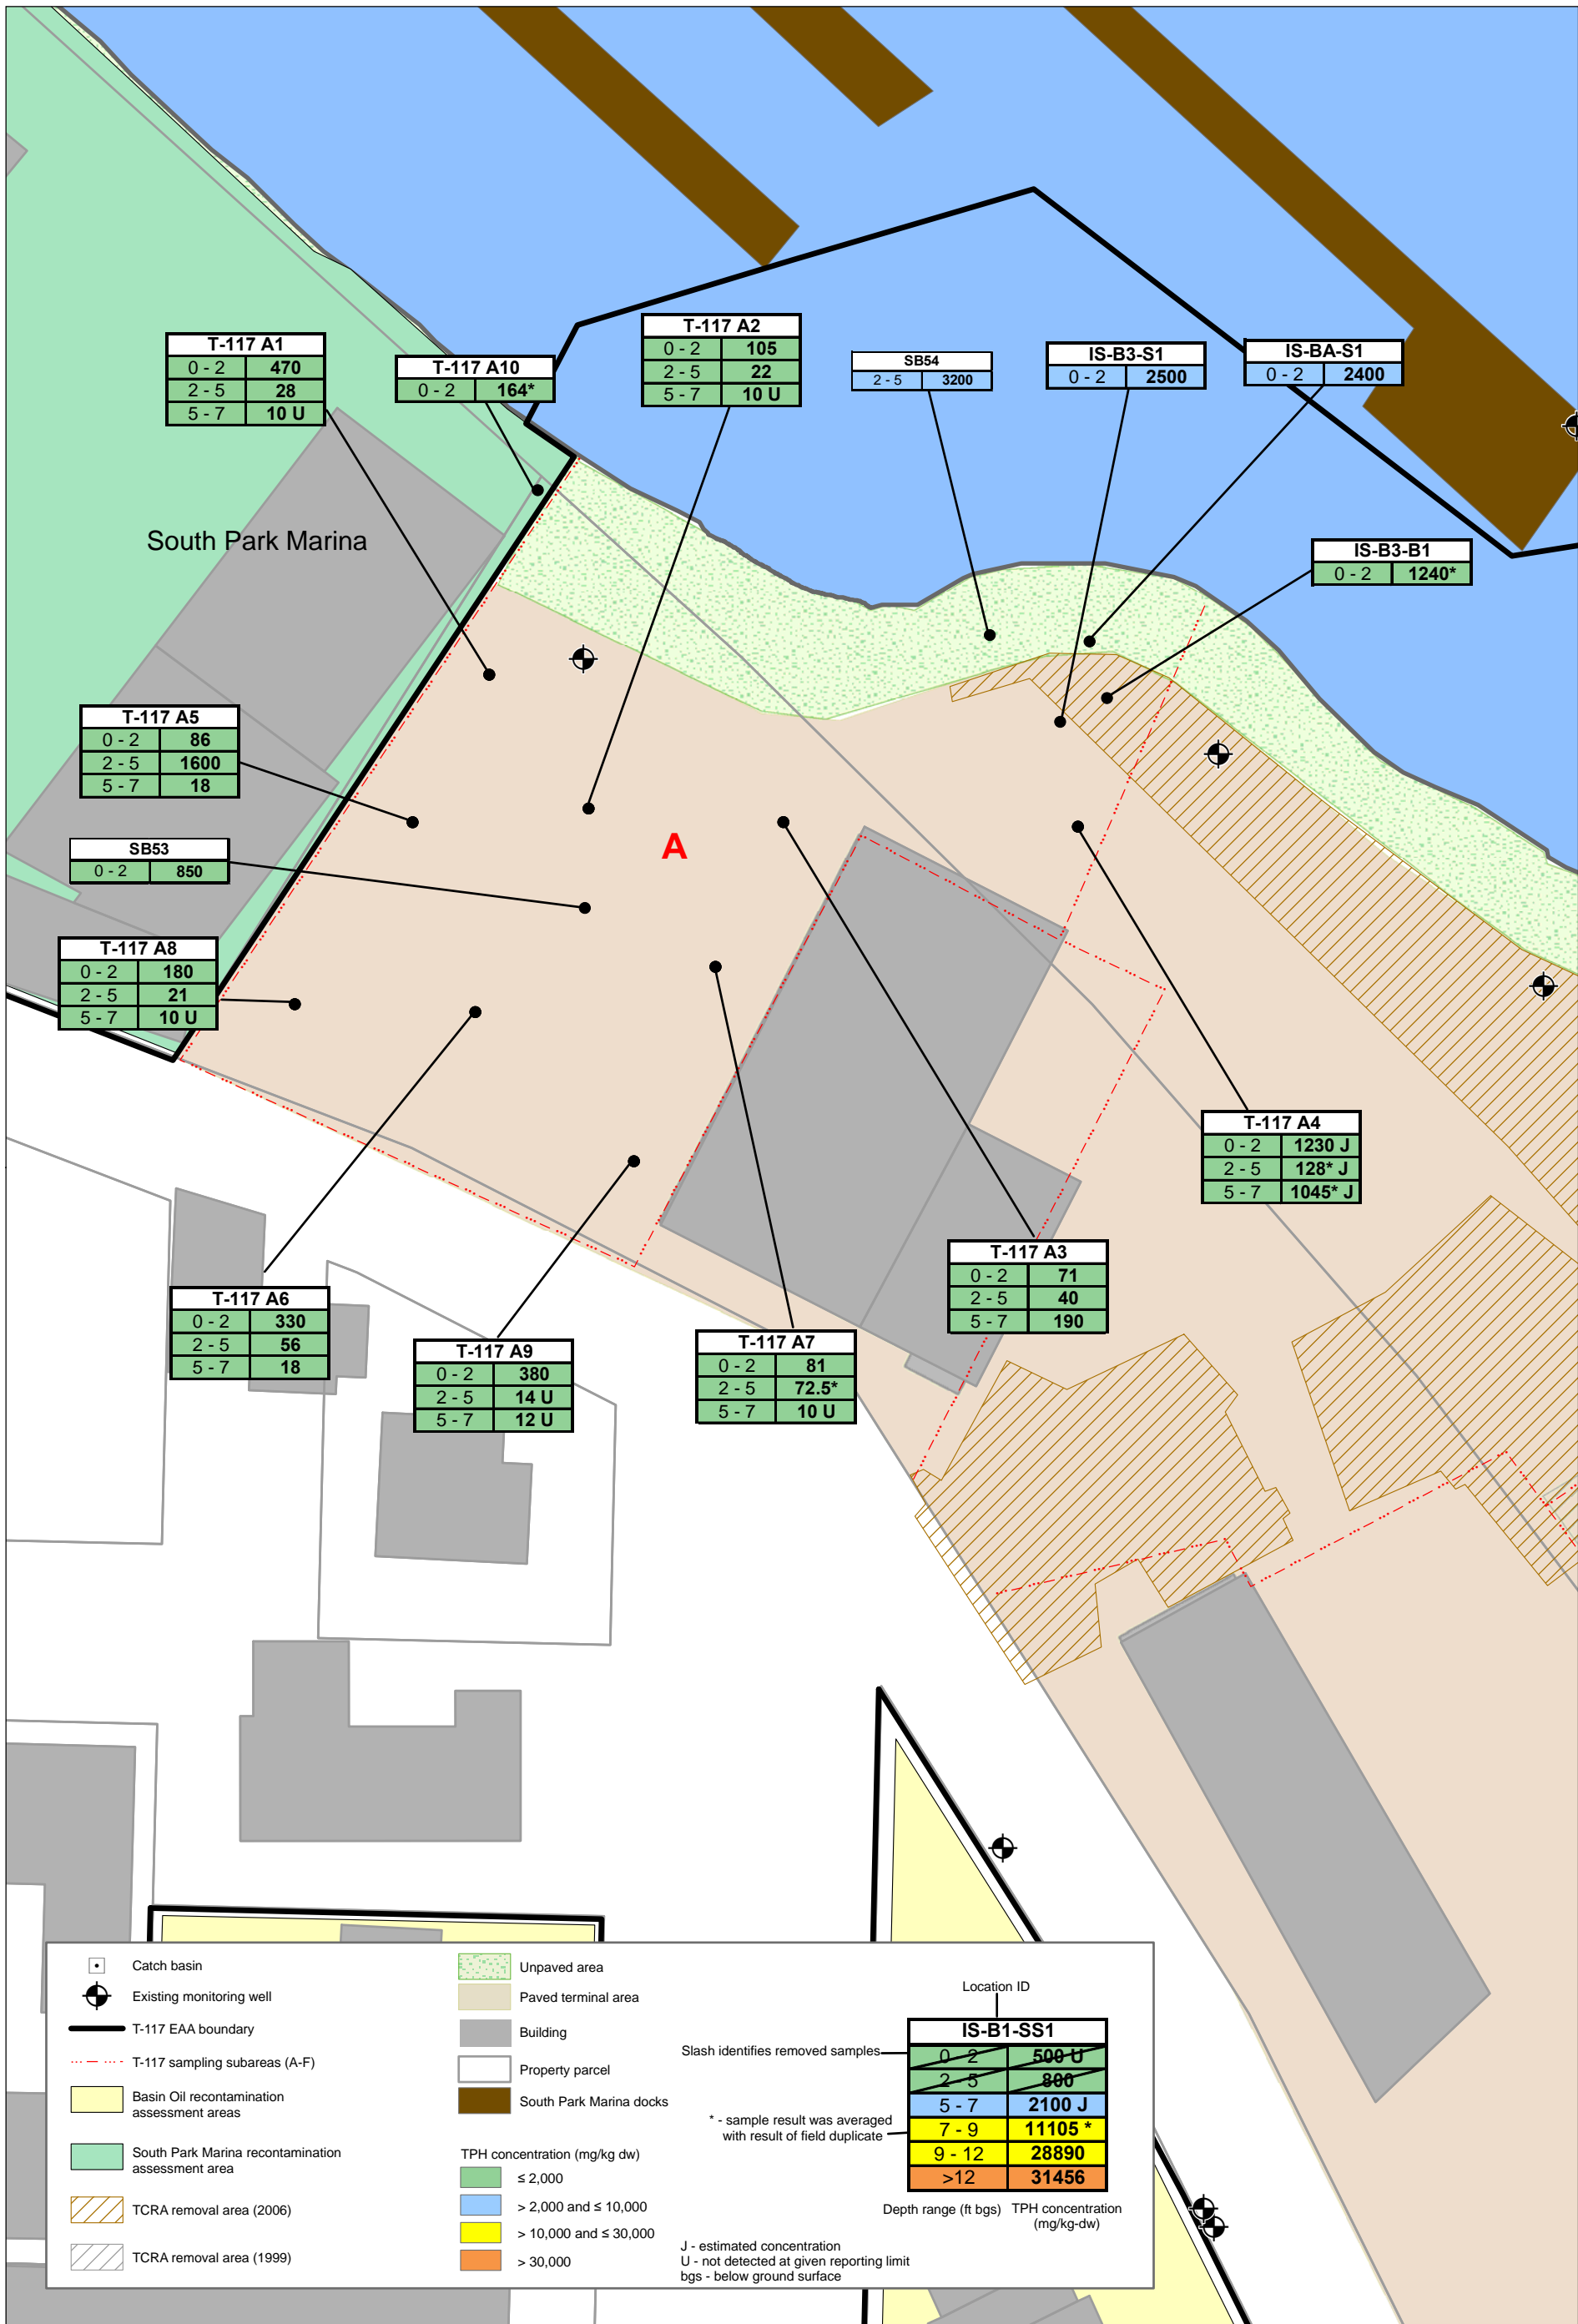 T-117 A1
0 - 2 470
2 - 5 28
5 - 7 10 U
T-117 A10
0 - 2 164*
T-117 A2
0 - 2 105
2 - 5 22
5 - 7 10 U
SB54
2 - 5 3200
IS-B3-S1
0 - 2 2500
IS-BA-S1
0 - 2 2400
South Park Marina
IS-B3-B1
0 - 2 1240*
T-117 A5
0 - 2 86
2 - 5 1600
5 - 7 18
A
SB53
0 - 2 850
T-117 A8
0 - 2 180
2 - 5 21
5 - 7 10 U
T-117 A4
0 - 2 1230 J
2 - 5 128* J
5 - 7 1045* J
T-117 A3
0 - 2 71
2 - 5 40
5 - 7 190
T-117 A6
0 - 2 330
2 - 5 56
5 - 7 18
T-117 A9
0 - 2 380
2 - 5 14 U
5 - 7 12 U
T-117 A7
0 - 2 81
2 - 5 72.5*
5 - 7 10 U
Catch basin
Existing monitoring well
T-117 EAA boundary
T-117 sampling subareas (A-F)
Basin Oil recontamination
assessment areas
South Park Marina recontamination
assessment area
TCRA removal area (2006)
TCRA removal area (1999)
Unpaved area
Paved terminal area
Building
Property parcel
South Park Marina docks
TPH concentration (mg/kg dw)
≤ 2,000
> 2,000 and ≤ 10,000
> 10,000 and ≤ 30,000
> 30,000
Location ID
IS-B1-SS1
Slash identifies removed samples
0 - 2 500 U
2 - 5 800
5 - 7 2100 J
* - sample result was averaged
with result of field duplicate
7 - 9 11105 *
9 - 12 28890
>12 31456
Depth range (ft bgs) TPH concentration
(mg/kg-dw)
J - estimated concentration
U - not detected at given reporting limit
bgs - below ground surface